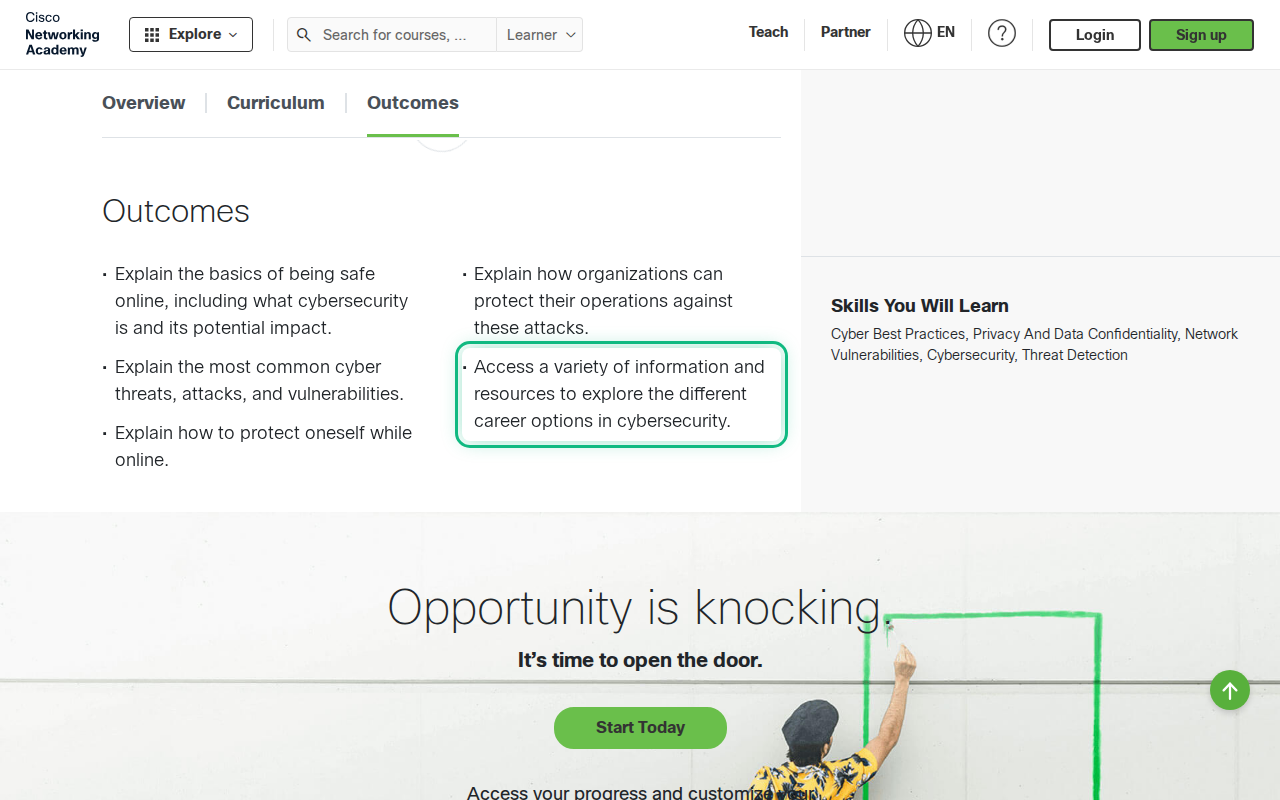 Cisco
Networking
Academy
Explore
Search for courses, ...
Learner
Teach
Partner
EN
Login
Sign up
Overview
Curriculum
Outcomes
Outcomes
· Explain the basics of being safe
online, including what cybersecurity
is and its potential impact.
· Explain the most common cyber
threats, attacks, and vulnerabilities.
· Explain how to protect oneself while
online.
· Explain how organizations can
protect their operations against
these attacks.
· Access a variety of information and
resources to explore the different
career options in cybersecurity.
Skills You Will Learn
Cyber Best Practices, Privacy And Data Confidentiality, Network
Vulnerabilities, Cybersecurity, Threat Detection
Opportunity is knocking.
It’s time to open the door.
Start Today
Access your progress and customize your